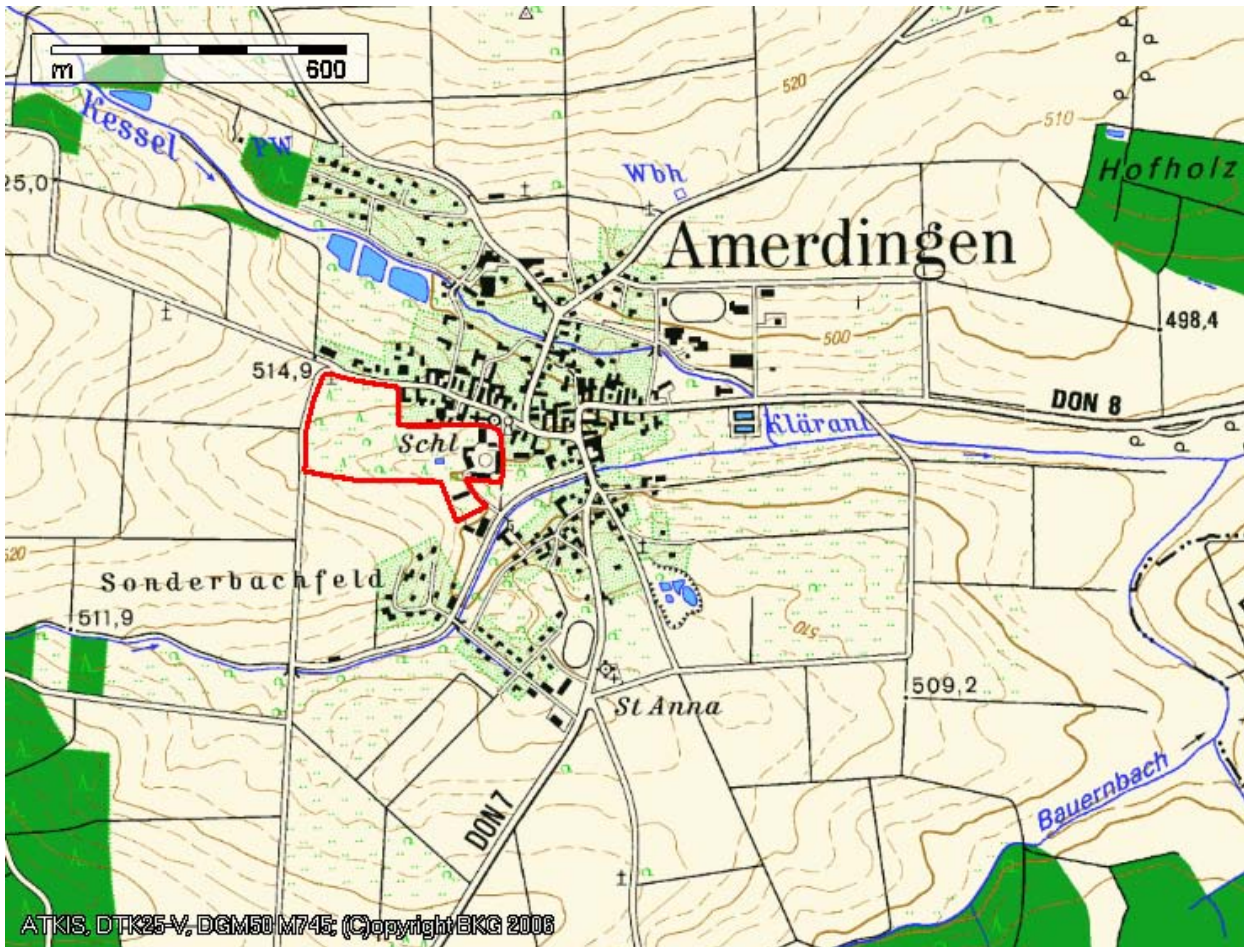 m 600
520
510
Kessel
PW
Hofholz
25,0
Wbh
Amerdingen
498,4
500
514,9
DON 8
Schl
Kläranl
520
Sonderbachfeld
511,9
510
509,2
St Anna
Bauernbach
DON 7
ATKIS, DTK25-V, DGM50 M745; (C)opyright BKG 2006